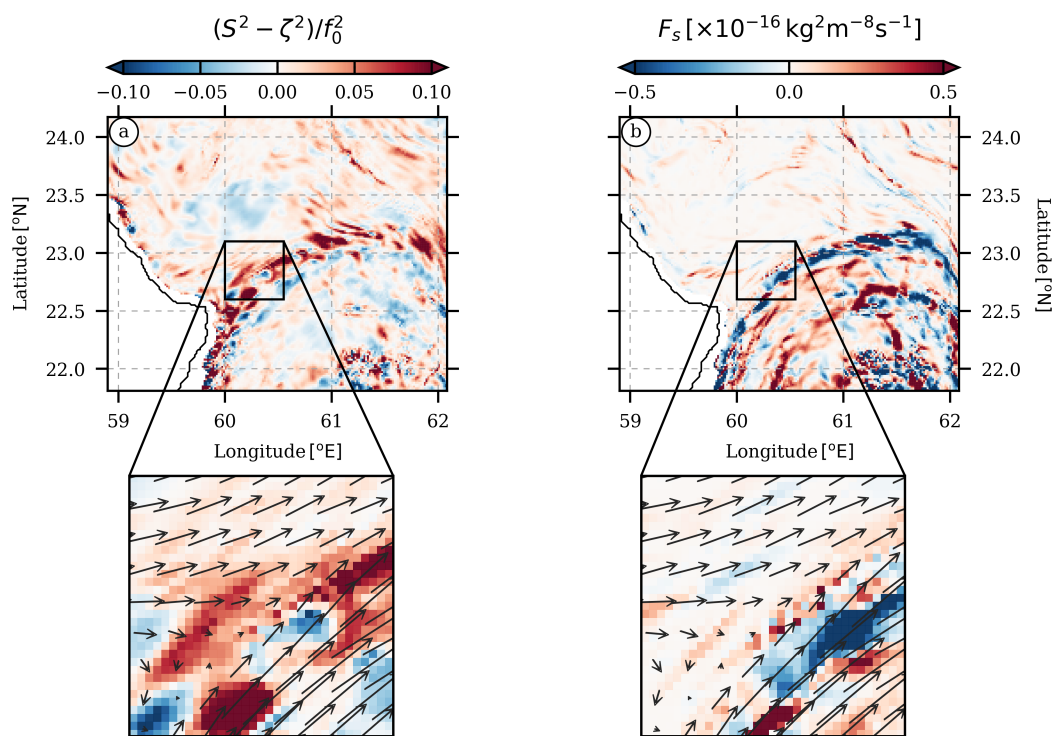 (S² − ζ²)/f₀²
F_s [×10⁻¹⁶ kg²m⁻⁸s⁻¹]
−0.10 −0.05 0.00 0.05 0.10
−0.5 0.0 0.5
a
b
24.0
23.5
23.0
22.5
22.0
Latitude [°N]
24.0
23.5
23.0
22.5
22.0
Latitude [°N]
59 60 61 62
59 60 61 62
Longitude [°E]
Longitude [°E]